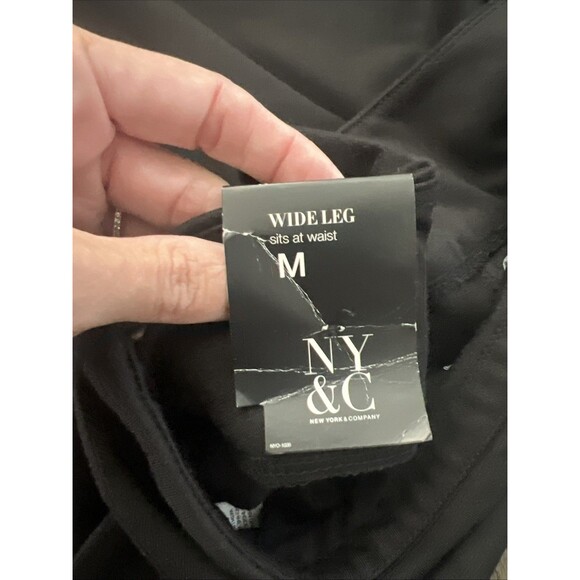 WIDE LEG
sits at waist
M
NY
&C
NEW YORK & COMPANY